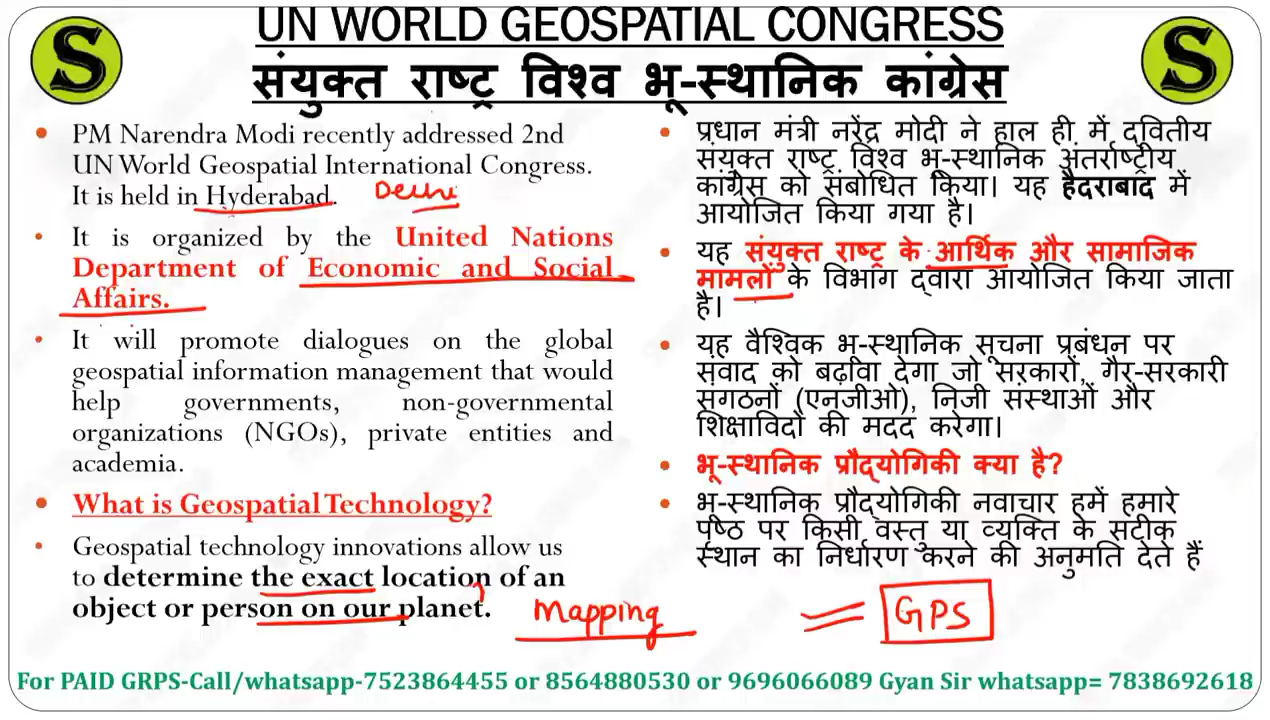 UN WORLD GEOSPATIAL CONGRESS
संयुक्त राष्ट्र विश्व भू-स्थानिक कांग्रेस
S
S
• PM Narendra Modi recently addressed 2nd
UN World Geospatial International Congress.
It is held in Hyderabad. Delhi
• It is organized by the United Nations
Department of Economic and Social
Affairs.
• It will promote dialogues on the global
geospatial information management that would
help governments, non-governmental
organizations (NGOs), private entities and
academia.
• What is Geospatial Technology?
• Geospatial technology innovations allow us
to determine the exact location of an
object or person on our planet.
Mapping
• प्रधान मंत्री नरेंद्र मोदी ने हाल ही में द्वितीय
संयुक्त राष्ट्र विश्व भू-स्थानिक अंतर्राष्ट्रीय
कांग्रेस को संबोधित किया। यह हैदराबाद में
आयोजित किया गया है।
• यह संयुक्त राष्ट्र के आर्थिक और सामाजिक
मामलों के विभाग द्वारा आयोजित किया जाता
है।
• यह वैश्विक भू-स्थानिक सूचना प्रबंधन पर
संवाद को बढ़ावा देगा जो सरकारों, गैर-सरकारी
संगठनों (एनजीओ), निजी संस्थाओं और
शिक्षाविदों की मदद करेगा।
• भू-स्थानिक प्रौद्योगिकी क्या है?
• भू-स्थानिक प्रौद्योगिकी नवाचार हमें हमारे
पृष्ठ पर किसी वस्तु या व्यक्ति के सटीक
स्थान का निर्धारण करने की अनुमति देते हैं
= GPS
For PAID GRPS-Call/whatsapp-7523864455 or 8564880530 or 9696066089 Gyan Sir whatsapp= 7838692618